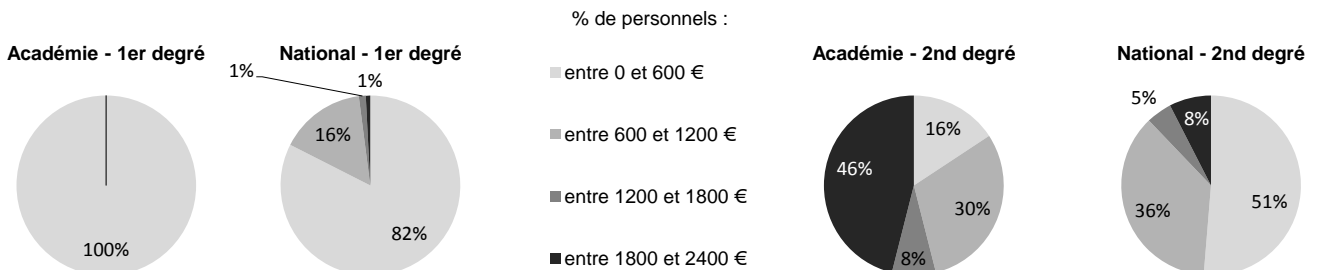 % de personnels :
Académie - 1er degré
National - 1er degré
Académie - 2nd degré
National - 2nd degré
100%
1%
1%
16%
82%
entre 0 et 600 €
entre 600 et 1200 €
entre 1200 et 1800 €
entre 1800 et 2400 €
16%
46%
30%
8%
5%
8%
36%
51%